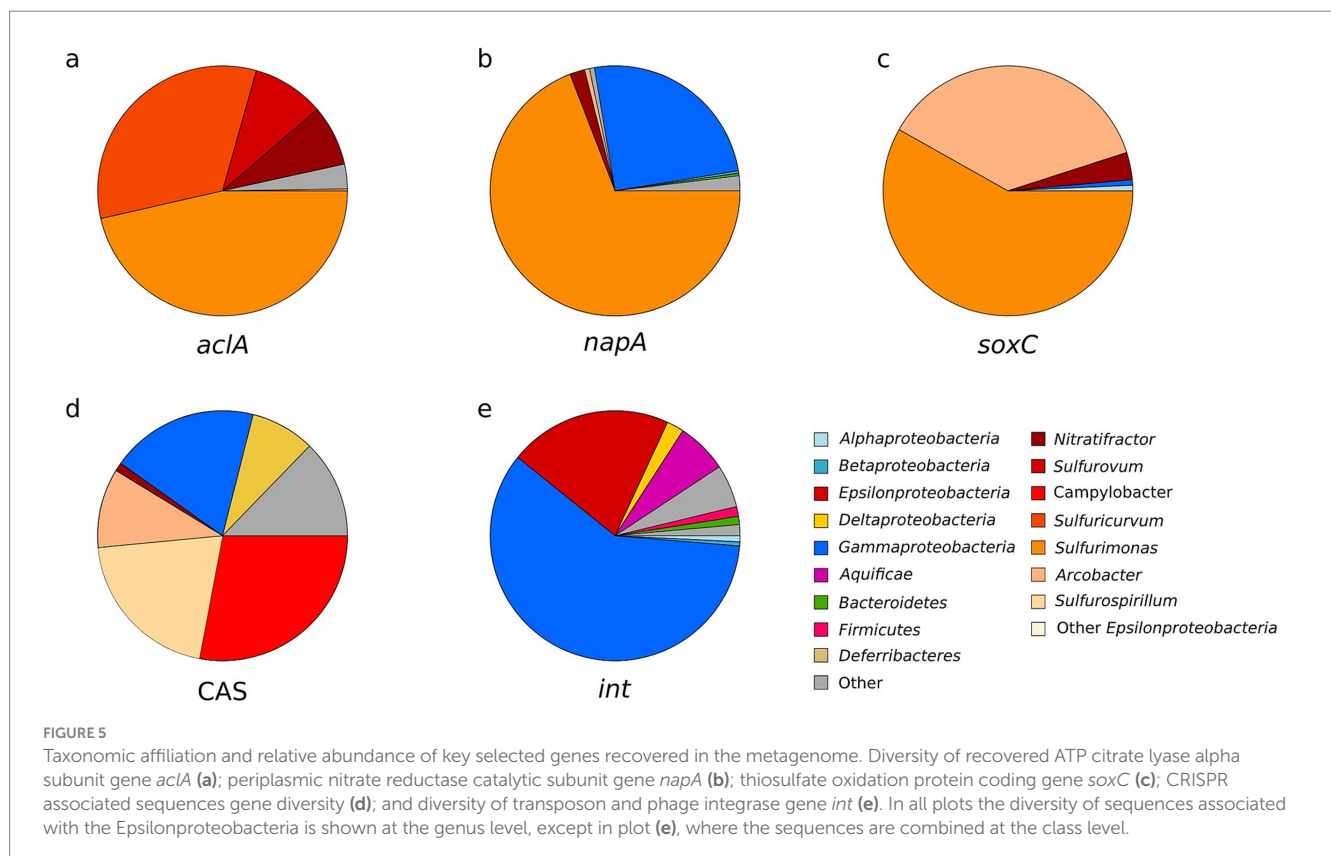 a
b
c
aclA
napA
soxC
d
e
CAS
int
Alphaproteobacteria
Betaproteobacteria
Epsilonproteobacteria
Deltaproteobacteria
Gammaproteobacteria
Aquificae
Bacteroidetes
Firmicutes
Deferribacteres
Other
Nitratifractor
Sulfurovum
Campylobacter
Sulfuricurvum
Sulfurimonas
Arcobacter
Sulfurospirillum
Other Epsilonproteobacteria
FIGURE 5
Taxonomic affiliation and relative abundance of key selected genes recovered in the metagenome. Diversity of recovered ATP citrate lyase alpha
subunit gene aclA (a); periplasmic nitrate reductase catalytic subunit gene napA (b); thiosulfate oxidation protein coding gene soxC (c); CRISPR
associated sequences gene diversity (d); and diversity of transposon and phage integrase gene int (e). In all plots the diversity of sequences associated
with the Epsilonproteobacteria is shown at the genus level, except in plot (e), where the sequences are combined at the class level.